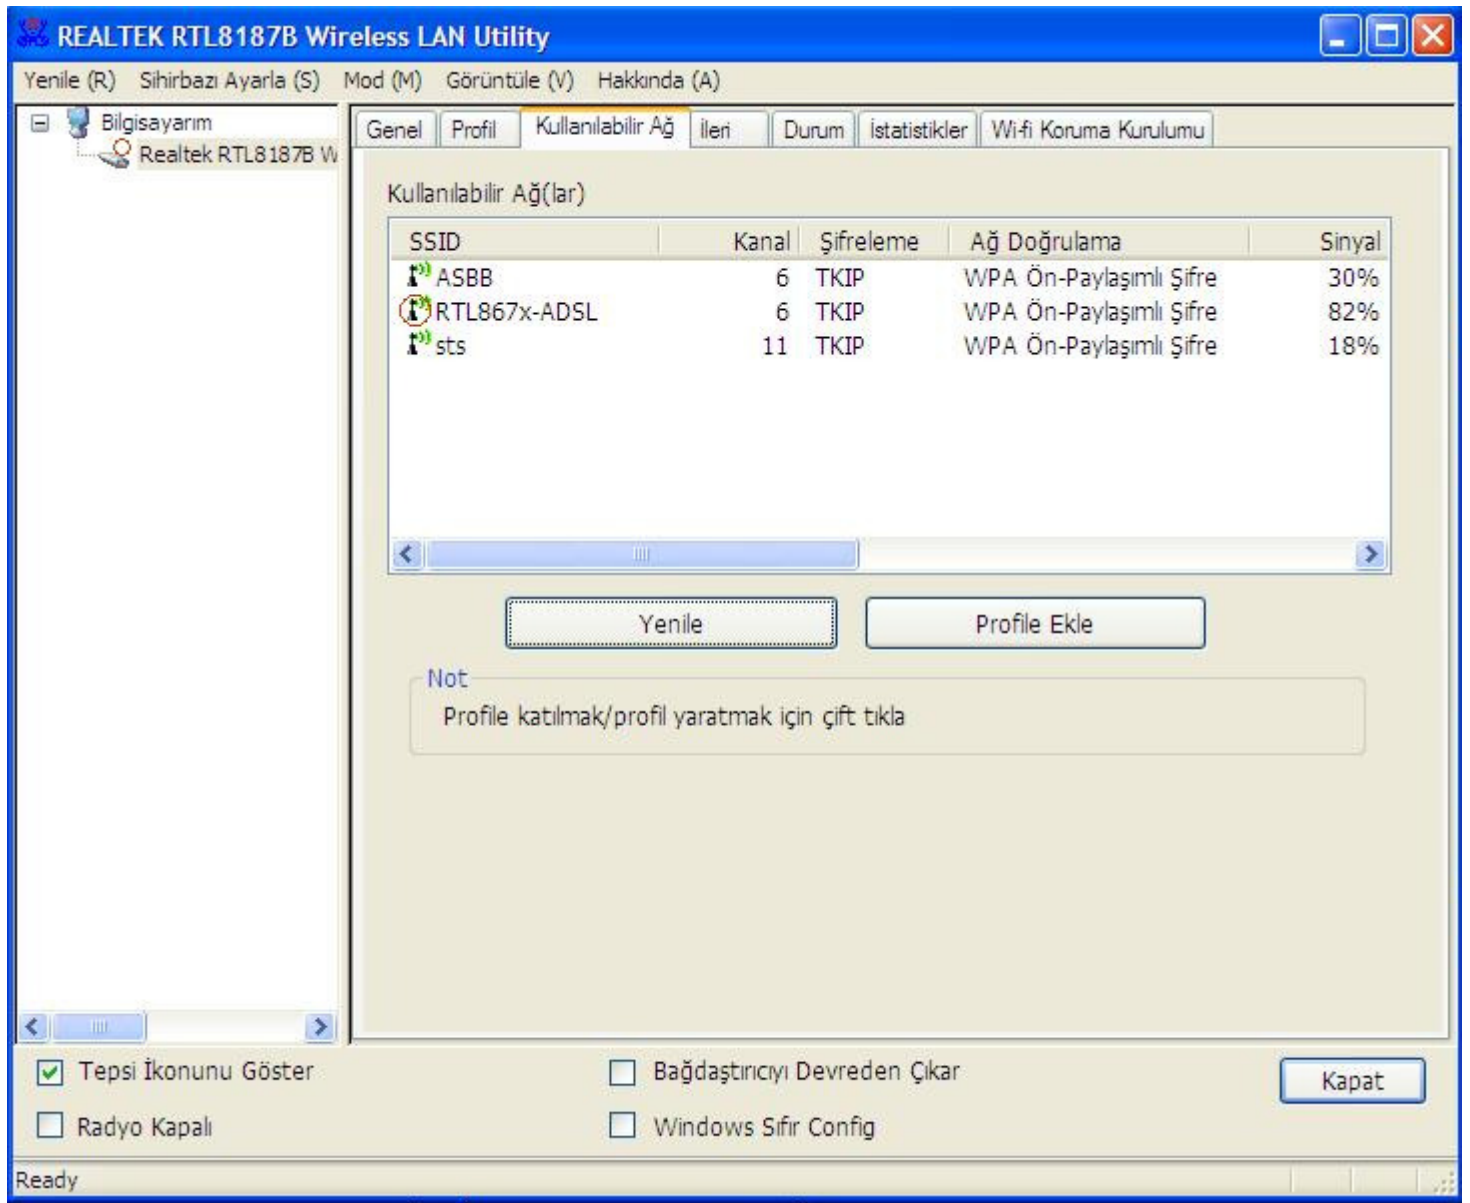 REALTEK RTL8187B Wireless LAN Utility
Yenile (R) Sihirbazı Ayarla (S) Mod (M) Görüntüle (V) Hakkında (A)
Bilgisayarım
Realtek RTL8187B W
Genel Profil Kullanılabilir Ağ İleri Durum İstatistikler Wi-fi Koruma Kurulumu
Kullanılabilir Ağ(lar)
SSID Kanal Şifreleme Ağ Doğrulama Sinyal
ASBB 6 TKIP WPA Ön-Paylaşımlı Şifre 30%
RTL867x-ADSL 6 TKIP WPA Ön-Paylaşımlı Şifre 82%
sts 11 TKIP WPA Ön-Paylaşımlı Şifre 18%
Yenile Profile Ekle
Not
Profile katılmak/profil yaratmak için çift tıkla
Tepsi İkonunu Göster Bağdaştırıcıyı Devreden Çıkar
Kapat
Radyo Kapalı Windows Sıfır Config
Ready